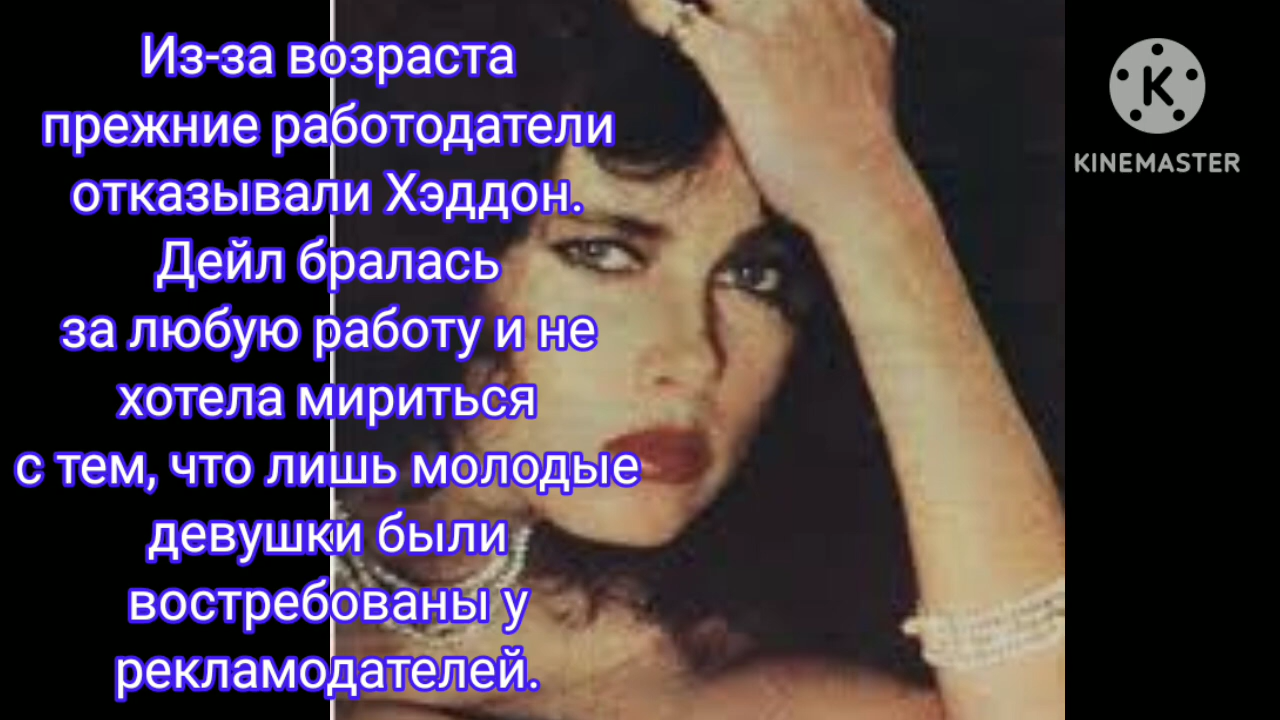 Из-за возраста
прежние работодатели
отказывали Хэддон.
Дейл бралась
за любую работу и не
хотела мириться
с тем, что лишь молодые
девушки были
востребованы у
рекламодателей.
K
KINEMASTER